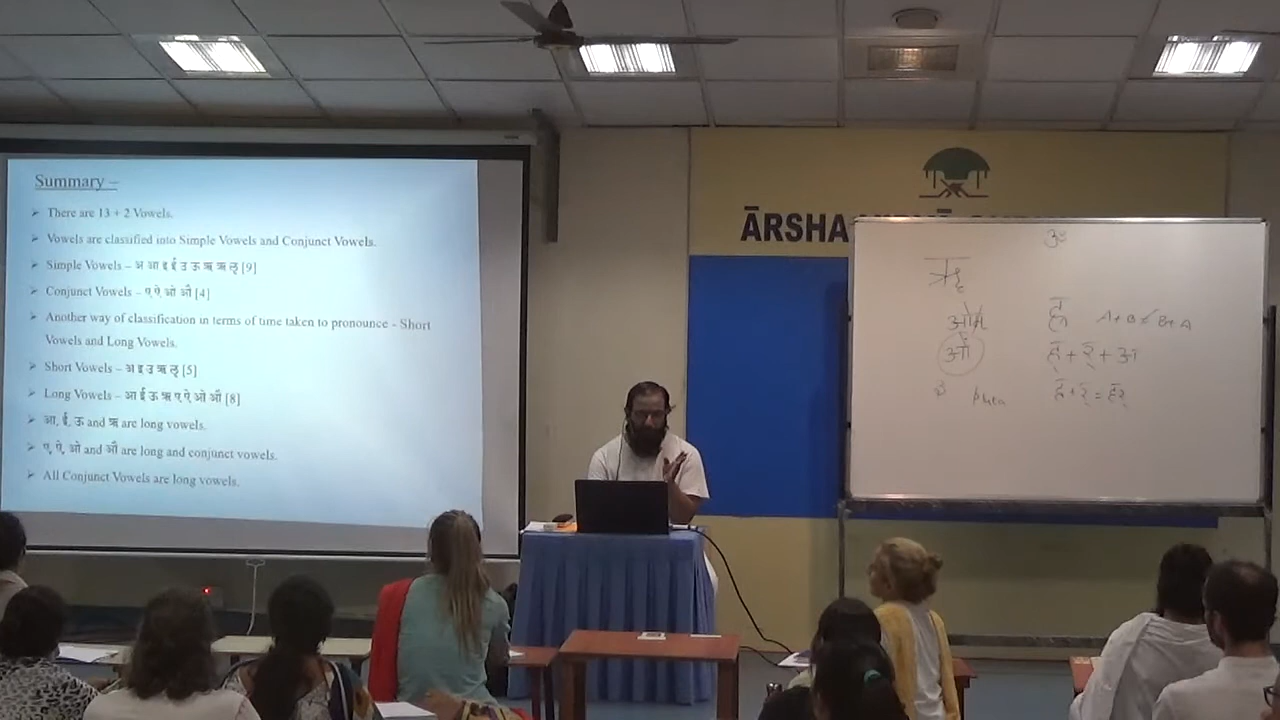 Summary –
➢ There are 13 + 2 Vowels.
➢ Vowels are classified into Simple Vowels and Conjunct Vowels.
➢ Simple Vowels – अ आ इ ई उ ऊ ऋ ॠ ऌ [9]
➢ Conjunct Vowels – ए ऐ ओ औ [4]
➢ Another way of classification in terms of time taken to pronounce - Short
Vowels and Long Vowels.
➢ Short Vowels – अ इ उ ऋ ऌ [5]
➢ Long Vowels – आ ई ऊ ॠ ए ऐ ओ औ [8]
➢ आ, ई, ऊ and ॠ are long vowels.
➢ ए, ऐ, ओ and औ are long and conjunct vowels.
➢ All Conjunct Vowels are long vowels.
ĀRSHA
ह् + र् + अ